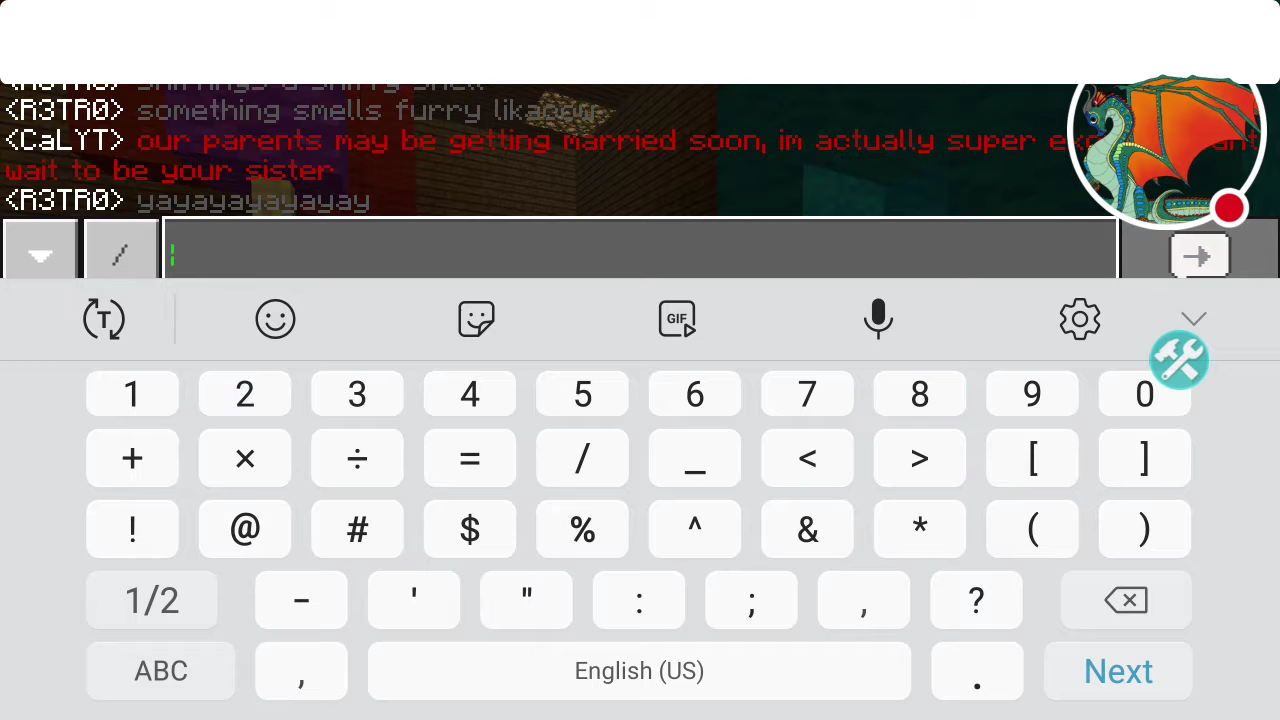 <R3TR0>
<R3TR0> something smells furry
<CaLYT> our parents may be getting married soon, im actually super
wait to be your sister
<R3TR0> yayayayayayayay
/
T
GIF
1 2 3 4 5 6 7 8 9 0
+ × ÷ = / _ < > [ ]
! @ # $ % ^ & * ( )
1/2 - ' " : ; , ?
ABC , English (US) . Next